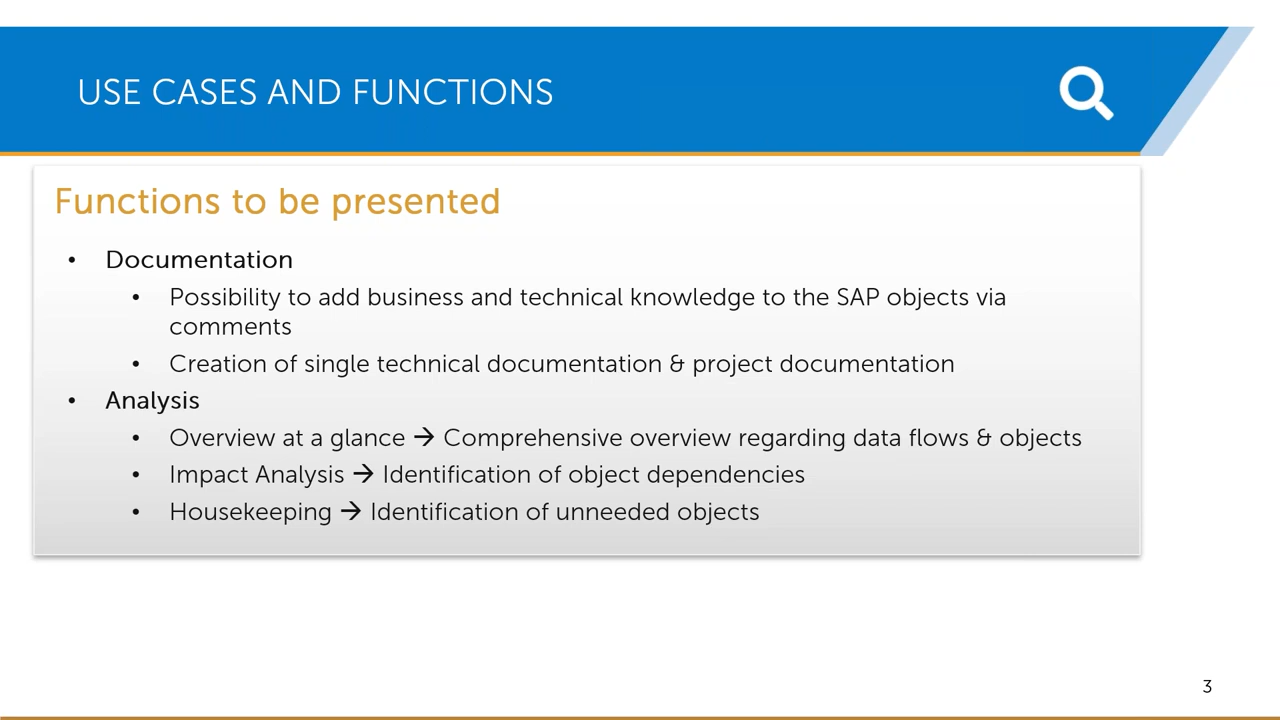 USE CASES AND FUNCTIONS
Functions to be presented
• Documentation
• Possibility to add business and technical knowledge to the SAP objects via
comments
• Creation of single technical documentation & project documentation
• Analysis
• Overview at a glance → Comprehensive overview regarding data flows & objects
• Impact Analysis → Identification of object dependencies
• Housekeeping → Identification of unneeded objects
3